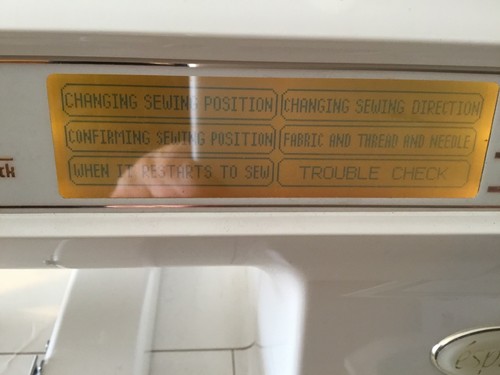 CHANGING SEWING POSITION
CHANGING SEWING DIRECTION
CONFIRMING SEWING POSITION
FABRIC AND THREAD AND NEEDLE
WHEN IT RESTARTS TO SEW
TROUBLE CHECK